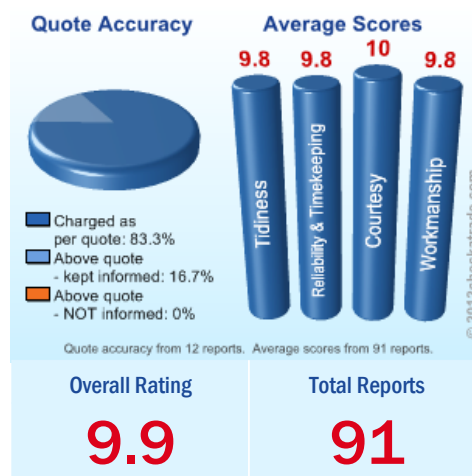 Quote Accuracy
Charged as
per quote: 83.3%
Above quote
- kept informed: 16.7%
Above quote
- NOT informed: 0%
Average Scores
9.8
9.8
10
9.8
Tidiness
Reliability & Timekeeping
Courtesy
Workmanship
Quote accuracy from 12 reports. Average scores from 91 reports.
Overall Rating
9.9
Total Reports
91